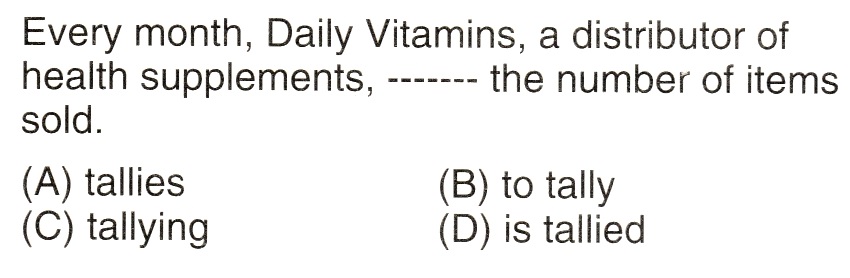 Every month, Daily Vitamins, a distributor of
health supplements, ------- the number of items
sold.
(A) tallies (B) to tally
(C) tallying (D) is tallied